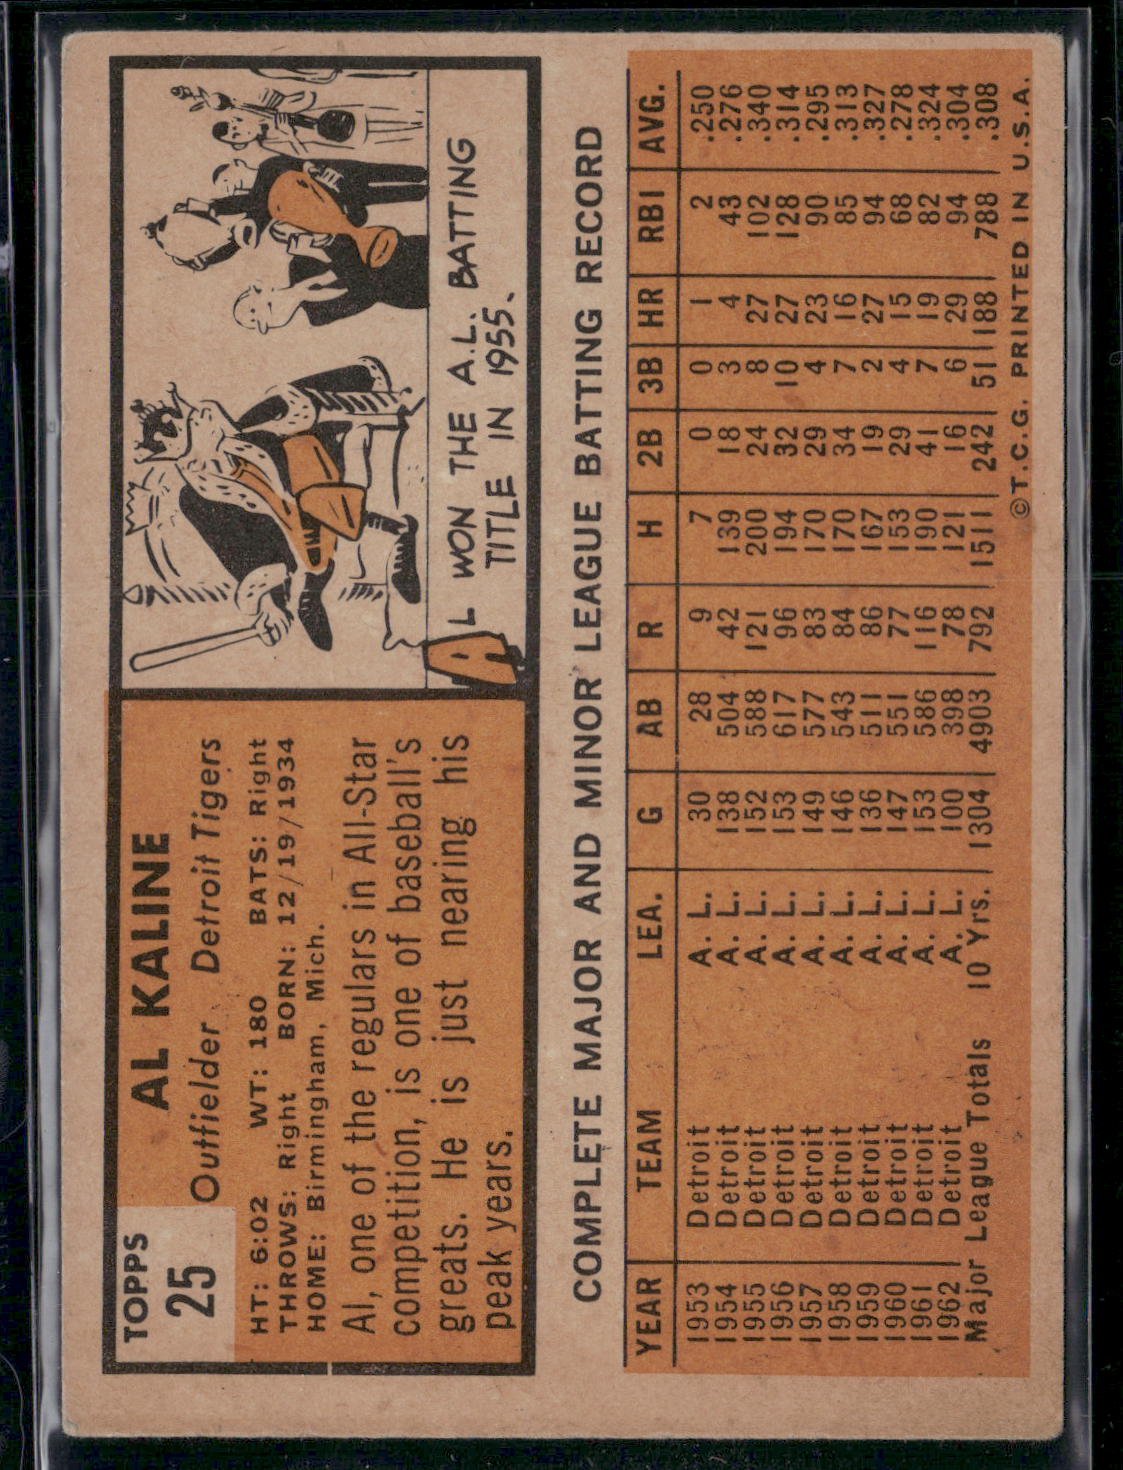 TOPPS
25
AL KALINE
Outfielder Detroit Tigers
HT: 6:02 WT: 180 BATS: Right
THROWS: Right BORN: 12/19/1934
HOME: Birmingham, Mich.
Al, one of the regulars in All-Star
competition, is one of baseball's
greats. He is just nearing his
peak years.
AL WON THE A.L. BATTING
TITLE IN 1955.
COMPLETE MAJOR AND MINOR LEAGUE BATTING RECORD
YEAR TEAM LEA. G AB R H 2B 3B HR RBI AVG.
1953 Detroit A. L. 30 28 9 7 0 0 1 2 .250
1954 Detroit A. L. 138 504 42 139 18 3 4 43 .276
1955 Detroit A. L. 152 588 121 200 24 8 27 102 .340
1956 Detroit A. L. 153 617 96 194 32 10 27 128 .314
1957 Detroit A. L. 149 577 83 170 29 4 23 90 .295
1958 Detroit A. L. 146 543 84 170 34 7 16 85 .313
1959 Detroit A. L. 136 511 86 167 19 2 27 94 .327
1960 Detroit A. L. 147 551 77 153 29 4 15 68 .278
1961 Detroit A. L. 153 586 116 190 41 7 19 82 .324
1962 Detroit A. L. 100 398 78 121 16 6 29 94 .304
Major League Totals 10 Yrs. 1304 4903 792 1511 242 51 188 788 .308
©T.C.G. PRINTED IN U.S.A.